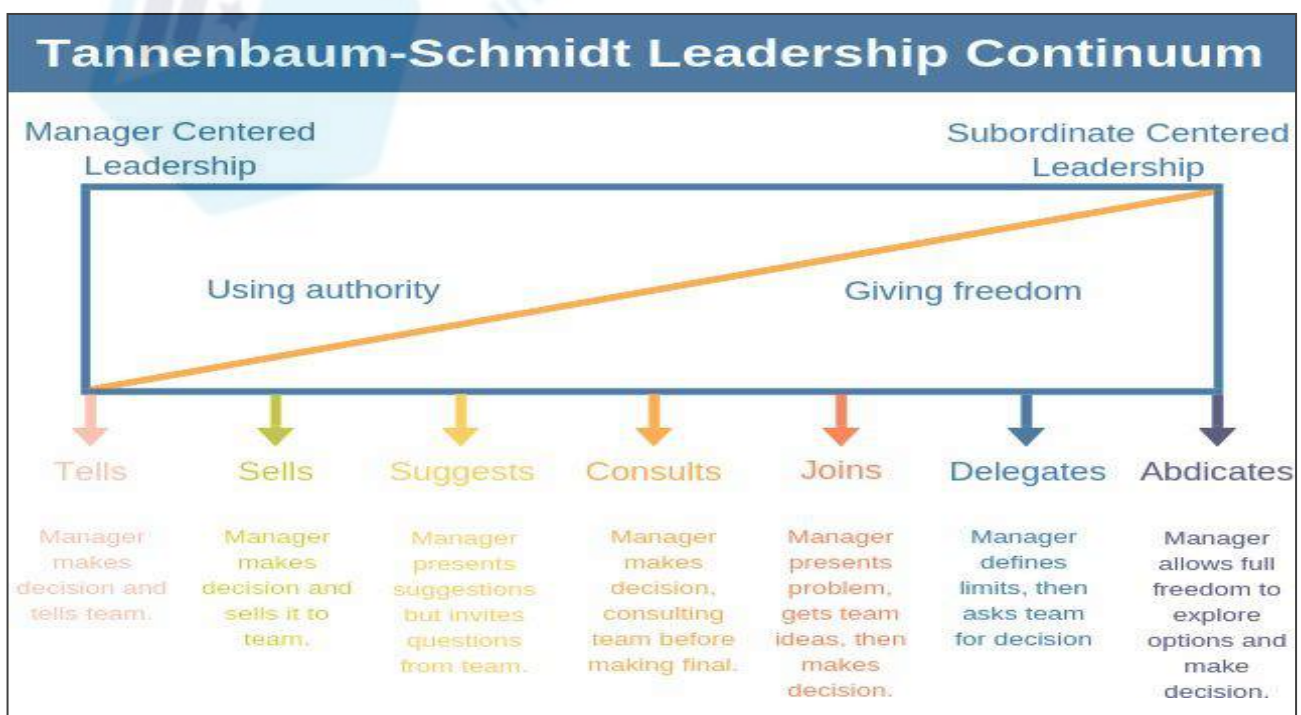 Tannenbaum-Schmidt Leadership Continuum
Manager Centered
Leadership
Subordinate Centered
Leadership
Using authority
Giving freedom
Tells
Sells
Suggests
Consults
Joins
Delegates
Abdicates
Manager
makes
decision and
tells team.
Manager
makes
decision and
sells it to
team.
Manager
presents
suggestions
but invites
questions
from team.
Manager
makes
decision,
consulting
team before
making final.
Manager
presents
problem,
gets team
ideas, then
makes
decision.
Manager
defines
limits, then
asks team
for decision
Manager
allows full
freedom to
explore
options and
make
decision.